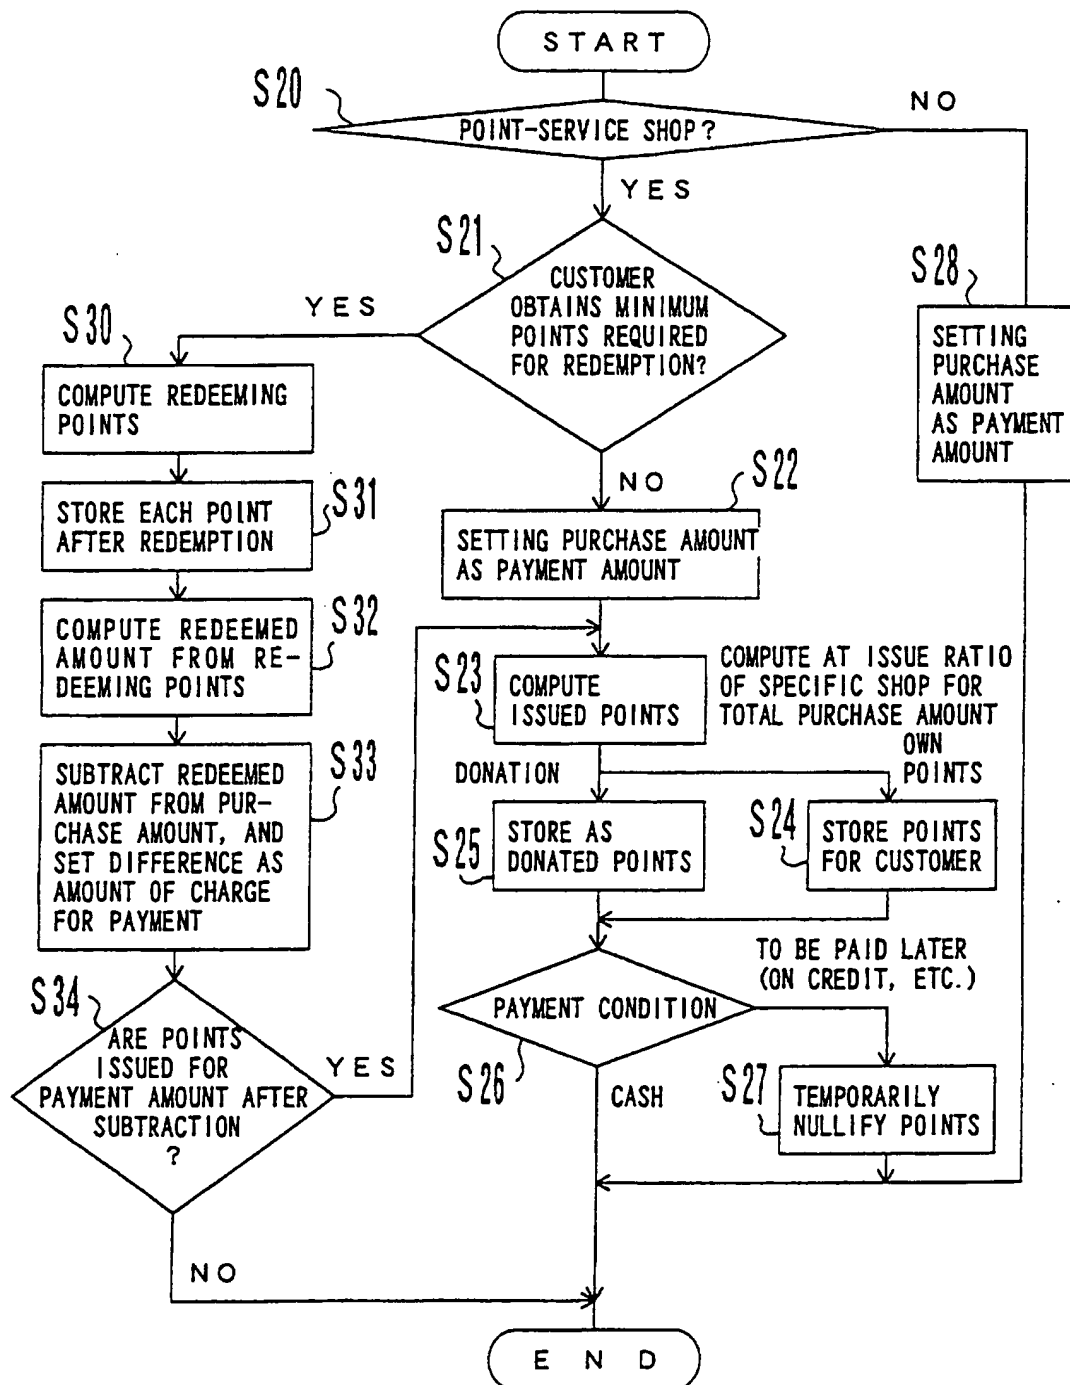 START
S20
POINT-SERVICE SHOP?
NO
YES
S21
CUSTOMER
OBTAINS MINIMUM
POINTS REQUIRED
FOR REDEMPTION?
YES
S28
SETTING
PURCHASE
AMOUNT
AS PAYMENT
AMOUNT
S30
COMPUTE REDEEMING
POINTS
NO
S22
SETTING PURCHASE AMOUNT
AS PAYMENT AMOUNT
S31
STORE EACH POINT
AFTER REDEMPTION
S32
COMPUTE REDEEMED
AMOUNT FROM RE-
DEEMING POINTS
S23
COMPUTE
ISSUED POINTS
COMPUTE AT ISSUE RATIO
OF SPECIFIC SHOP FOR
TOTAL PURCHASE AMOUNT
S33
SUBTRACT REDEEMED
AMOUNT FROM PUR-
CHASE AMOUNT, AND
SET DIFFERENCE AS
AMOUNT OF CHARGE
FOR PAYMENT
DONATION
OWN
POINTS
S25
STORE AS
DONATED POINTS
S24
STORE POINTS
FOR CUSTOMER
S34
ARE POINTS
ISSUED FOR
PAYMENT AMOUNT AFTER
SUBTRACTION
?
YES
NO
PAYMENT CONDITION
S26
TO BE PAID LATER
(ON CREDIT, ETC.)
CASH
S27
TEMPORARILY
NULLIFY POINTS
END